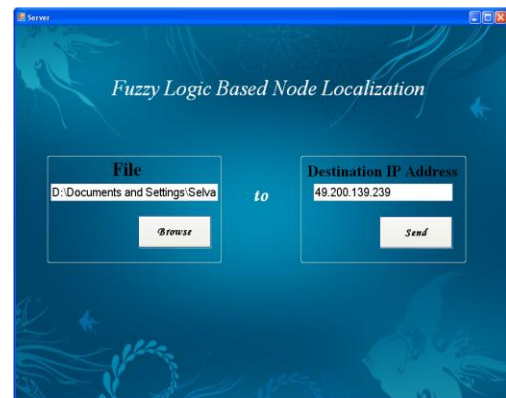 Server
Fuzzy Logic Based Node Localization
File
D:\Documents and Settings\Selva
Browse
to
Destination IP Address
49.200.139.239
Send